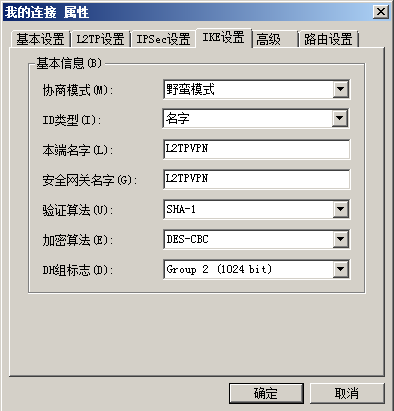 我的连接 属性
基本设置 L2TP设置 IPSec设置 IKE设置 高级 路由设置
基本信息(B)
协商模式(M): 野蛮模式
ID类型(I): 名字
本端名字(L): L2TPVPN
安全网关名字(G): L2TPVPN
验证算法(U): SHA-1
加密算法(E): DES-CBC
DH组标志(D): Group 2 (1024 bit)
确定 取消